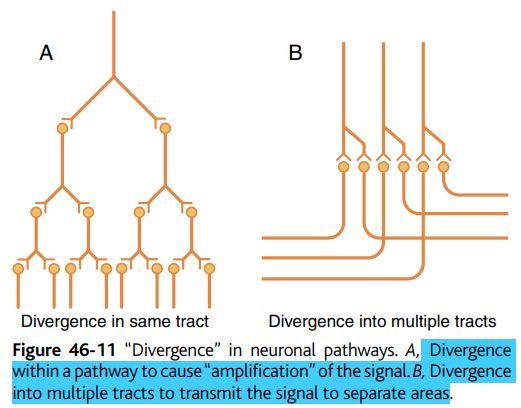 A
B
Divergence in same tract
Divergence into multiple tracts
Figure 46-11 “Divergence” in neuronal pathways. A, Divergence
within a pathway to cause “amplification” of the signal. B, Divergence
into multiple tracts to transmit the signal to separate areas.